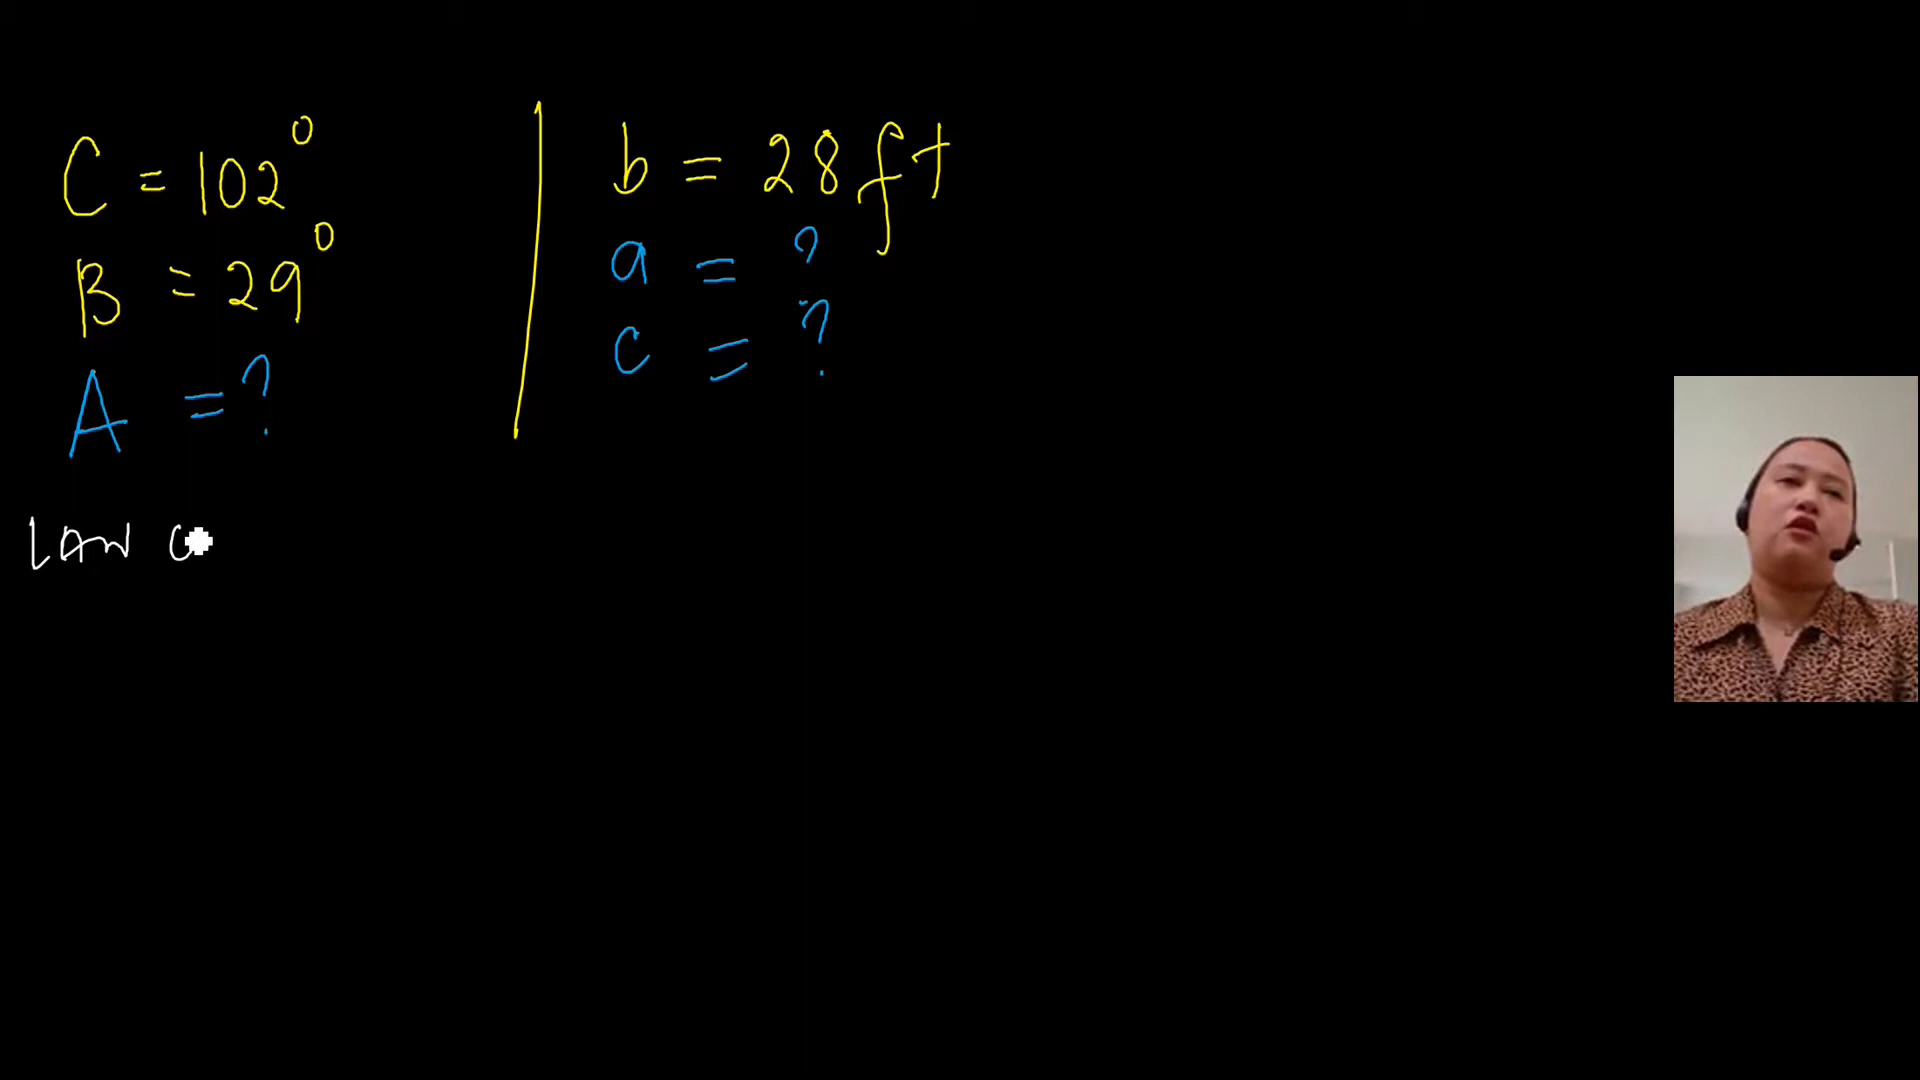 C = 102°
B = 29°
A = ?
b = 28 ft
a = ?
c = ?
LAW